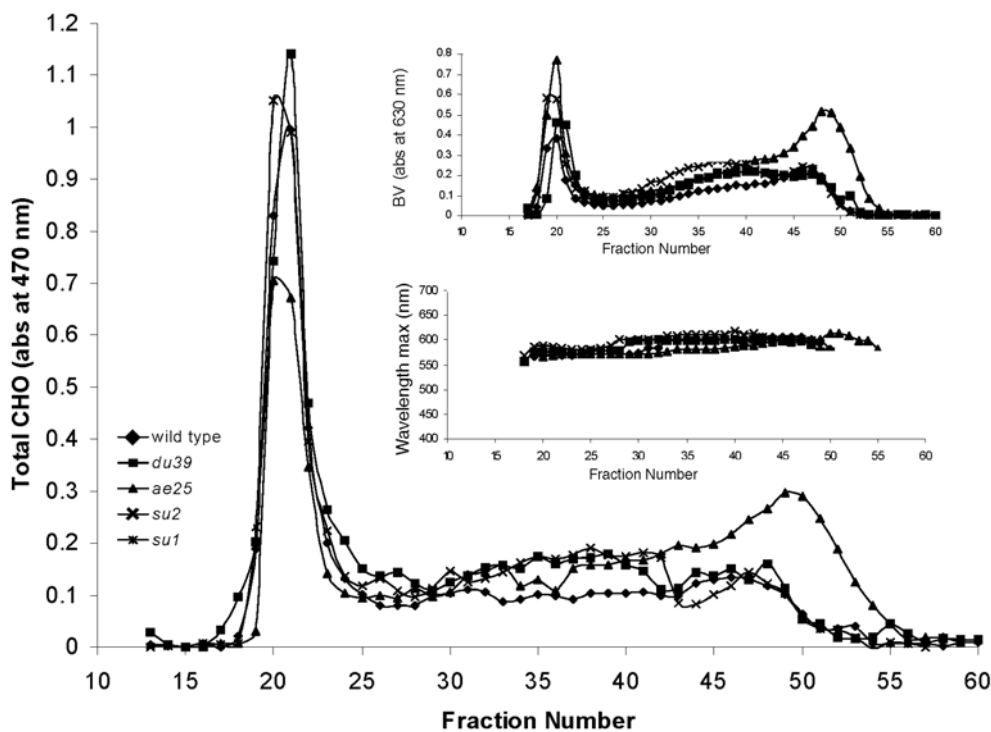 Total CHO (abs at 470 nm)
1.2
1.1
1
0.9
0.8
0.7
0.6
0.5
0.4
0.3
0.2
0.1
0
10 15 20 25 30 35 40 45 50 55 60
Fraction Number
wild type
du39
ae25
su2
su1
BV (abs at 630 nm)
0.8
0.7
0.6
0.5
0.4
0.3
0.2
0.1
0
10 15 20 25 30 35 40 45 50 55 60
Fraction Number
Wavelength max (nm)
700
650
600
550
500
450
400
10 15 20 25 30 35 40 45 50 55 60
Fraction Number